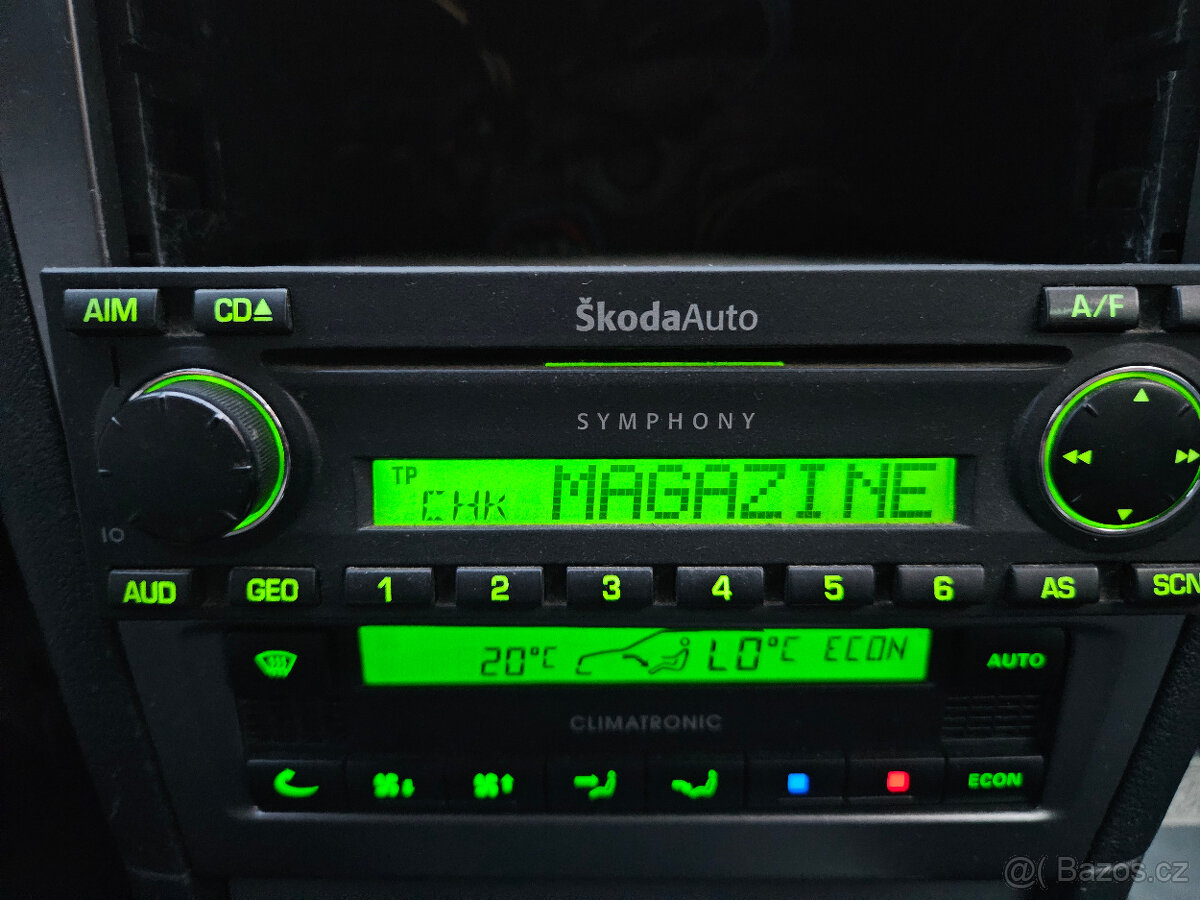 AIM CD ŠkodaAuto A/F
SYMPHONY
TP
CHK MAGAZINE
IO
AUD GEO 1 2 3 4 5 6 AS SCN
20°C LO°C ECON
AUTO
CLIMATRONIC
ECON
@( Bazos.cz